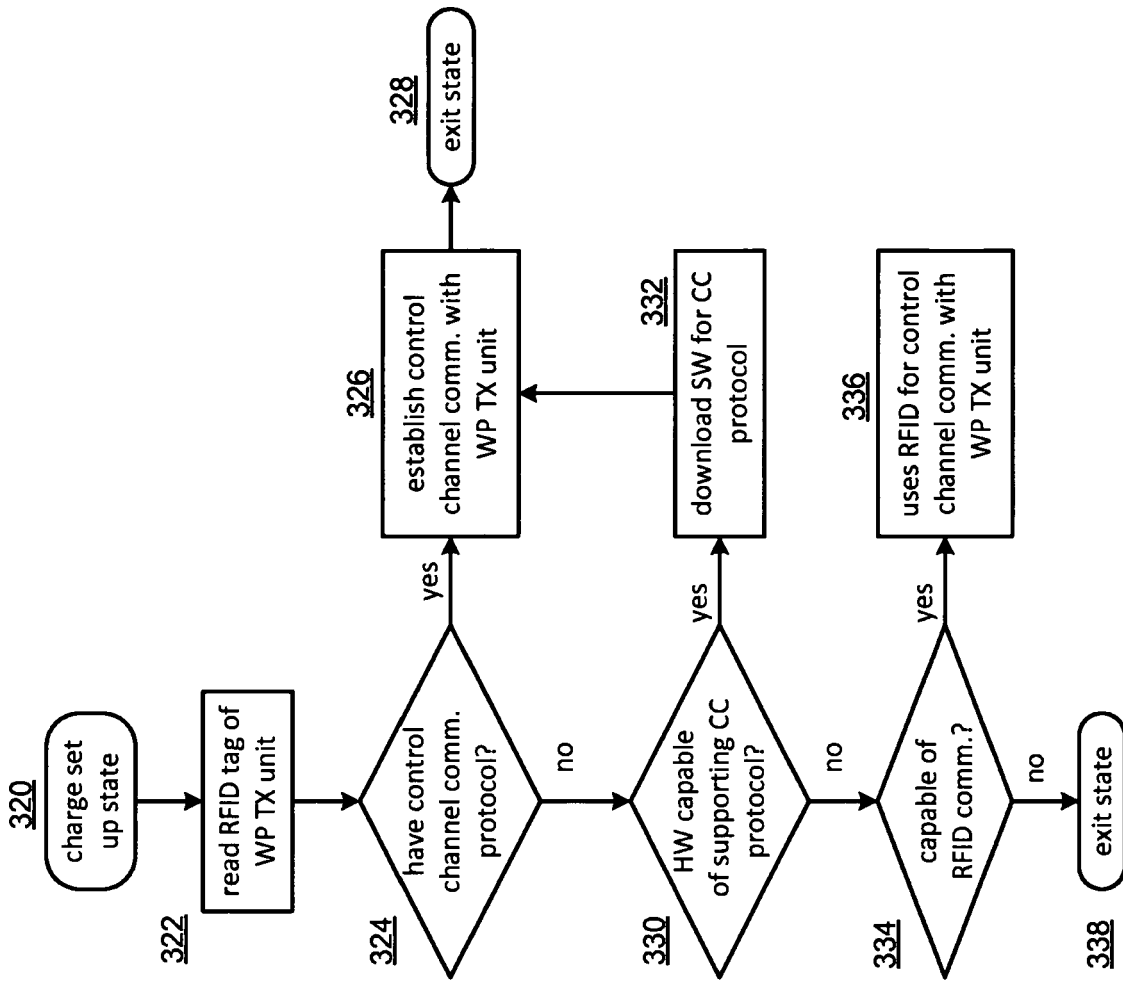 320
charge set
up state
322
read RFID tag of
WP TX unit
324
have control
channel comm.
protocol?
yes
no
326
establish control
channel comm. with
WP TX unit
328
exit state
330
HW capable
of supporting CC
protocol?
yes
no
332
download SW for CC
protocol
334
capable of
RFID comm.?
yes
no
336
uses RFID for control
channel comm. with
WP TX unit
338
exit state